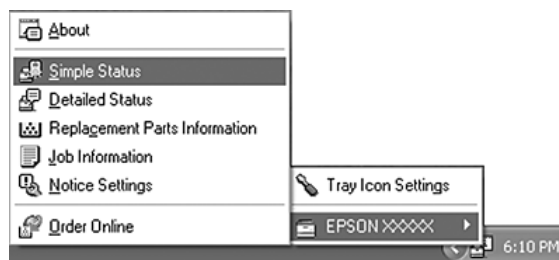 About
Simple Status
Detailed Status
Replacement Parts Information
Job Information
Notice Settings
Order Online
Tray Icon Settings
EPSON XXXXX
6:10 PM